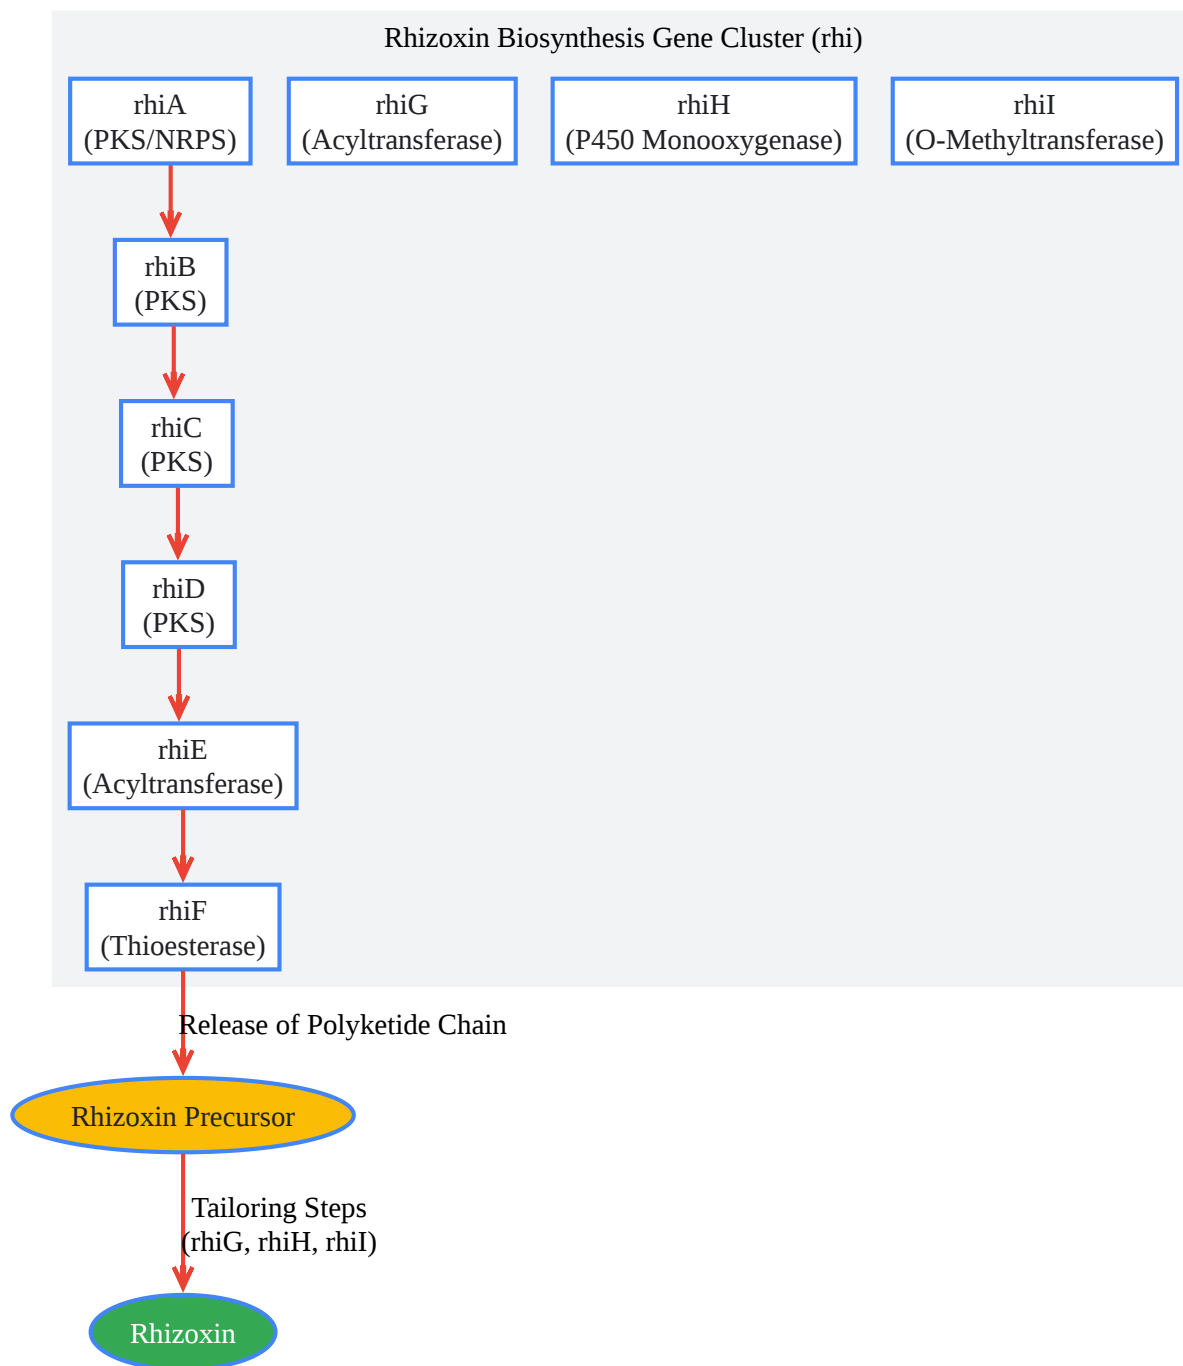 Rhizoxin Biosynthesis Gene Cluster (rhi)
rhiA
(PKS/NRPS)
rhiG
(Acyltransferase)
rhiH
(P450 Monooxygenase)
rhiI
(O-Methyltransferase)
rhiB
(PKS)
rhiC
(PKS)
rhiD
(PKS)
rhiE
(Acyltransferase)
rhiF
(Thioesterase)
Release of Polyketide Chain
Rhizoxin Precursor
Tailoring Steps
(rhiG, rhiH, rhiI)
Rhizoxin